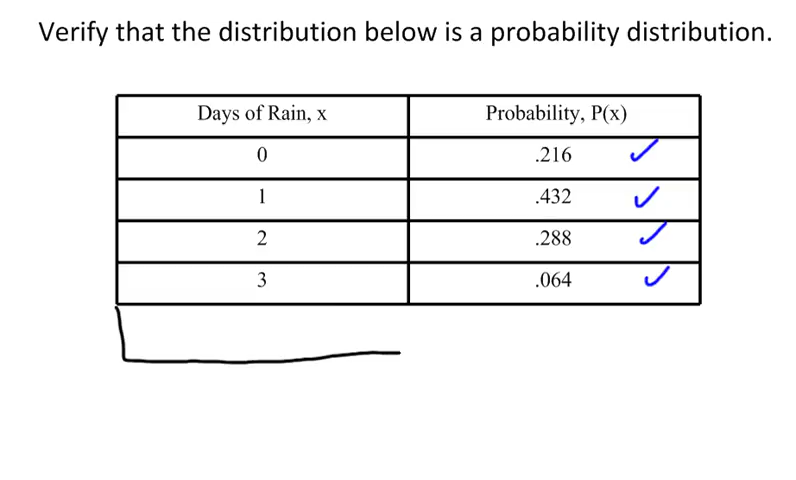 Verify that the distribution below is a probability distribution.
Days of Rain, x Probability, P(x)
0 .216
1 .432
2 .288
3 .064